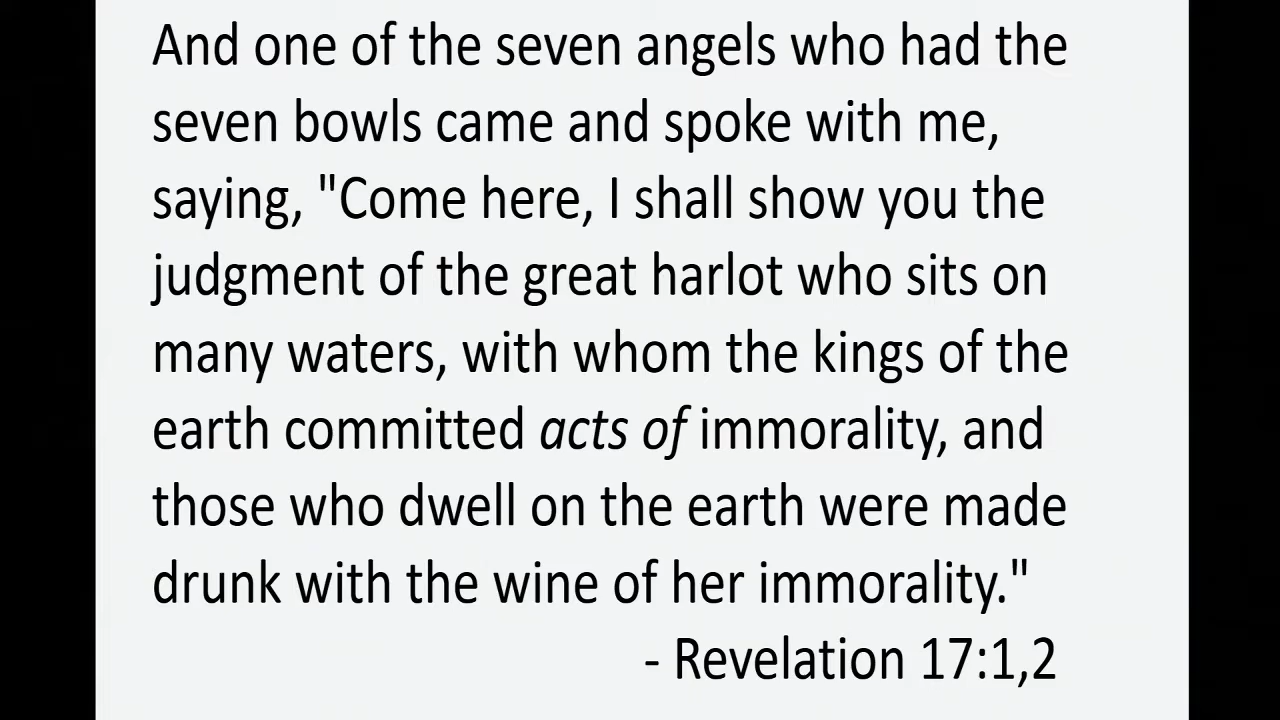 And one of the seven angels who had the
seven bowls came and spoke with me,
saying, "Come here, I shall show you the
judgment of the great harlot who sits on
many waters, with whom the kings of the
earth committed acts of immorality, and
those who dwell on the earth were made
drunk with the wine of her immorality."
- Revelation 17:1,2